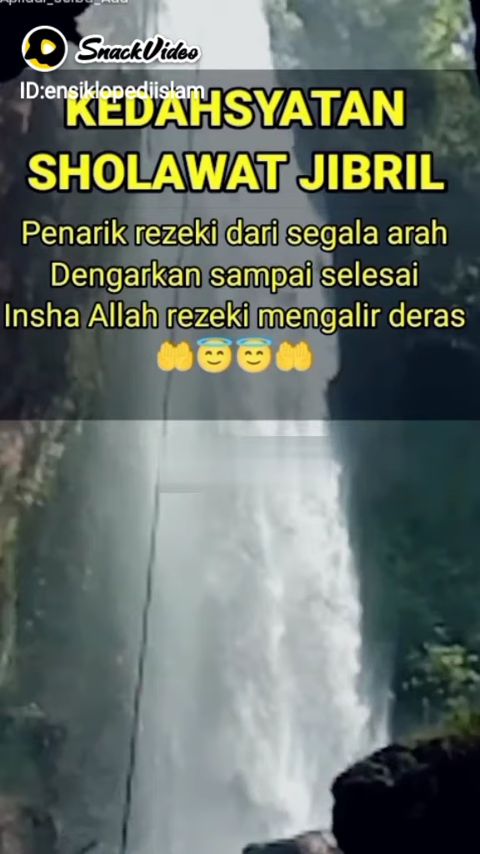 SnackVideo
ID:ensiklopediislam
KEDAHSYATAN
SHOLAWAT JIBRIL
Penarik rezeki dari segala arah
Dengarkan sampai selesai
Insha Allah rezeki mengalir deras
🤲😇😇🤲